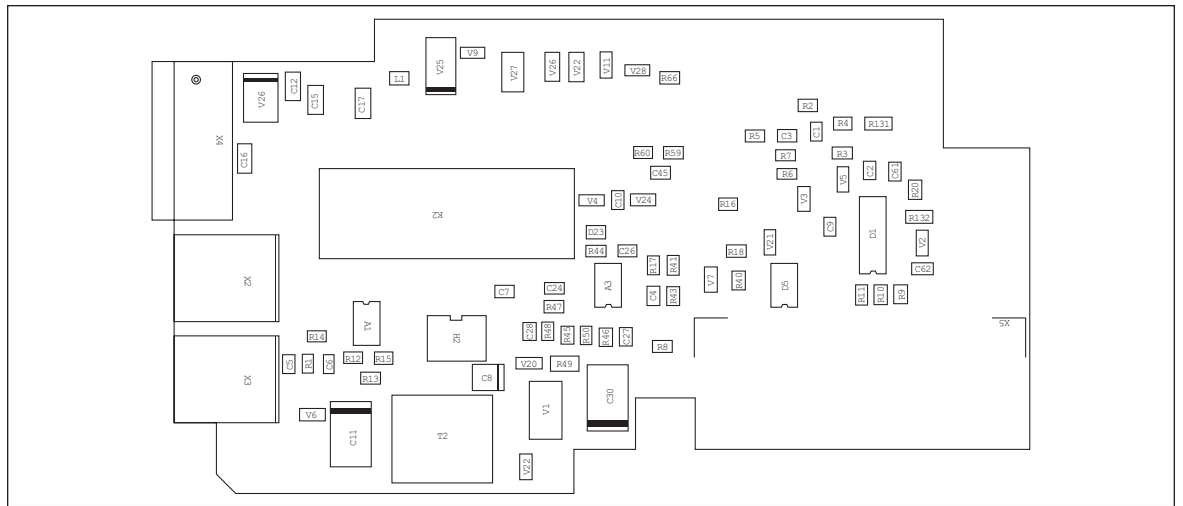 V9
V25
V27
V26
V22
V11
V28
R66
L1
V26
C12
C15
C17
X4
C16
R2
C1
R4
R131
R5
C3
R7
R3
R6
R60
R59
C45
V5
C2
C61
R20
V3
V4
C10
V24
R16
K2
R132
C9
D1
V2
D23
V21
R44
C26
R18
R17
R41
C62
X2
A3
V7
R40
D5
C7
C24
C4
R43
R11
R10
R9
R47
A1
H2
C28
R48
R45
R50
R46
C27
X5
R14
R8
C5
R1
C6
R12
R15
V20
R49
X3
R13
C8
C30
V1
V6
C11
T2
V22